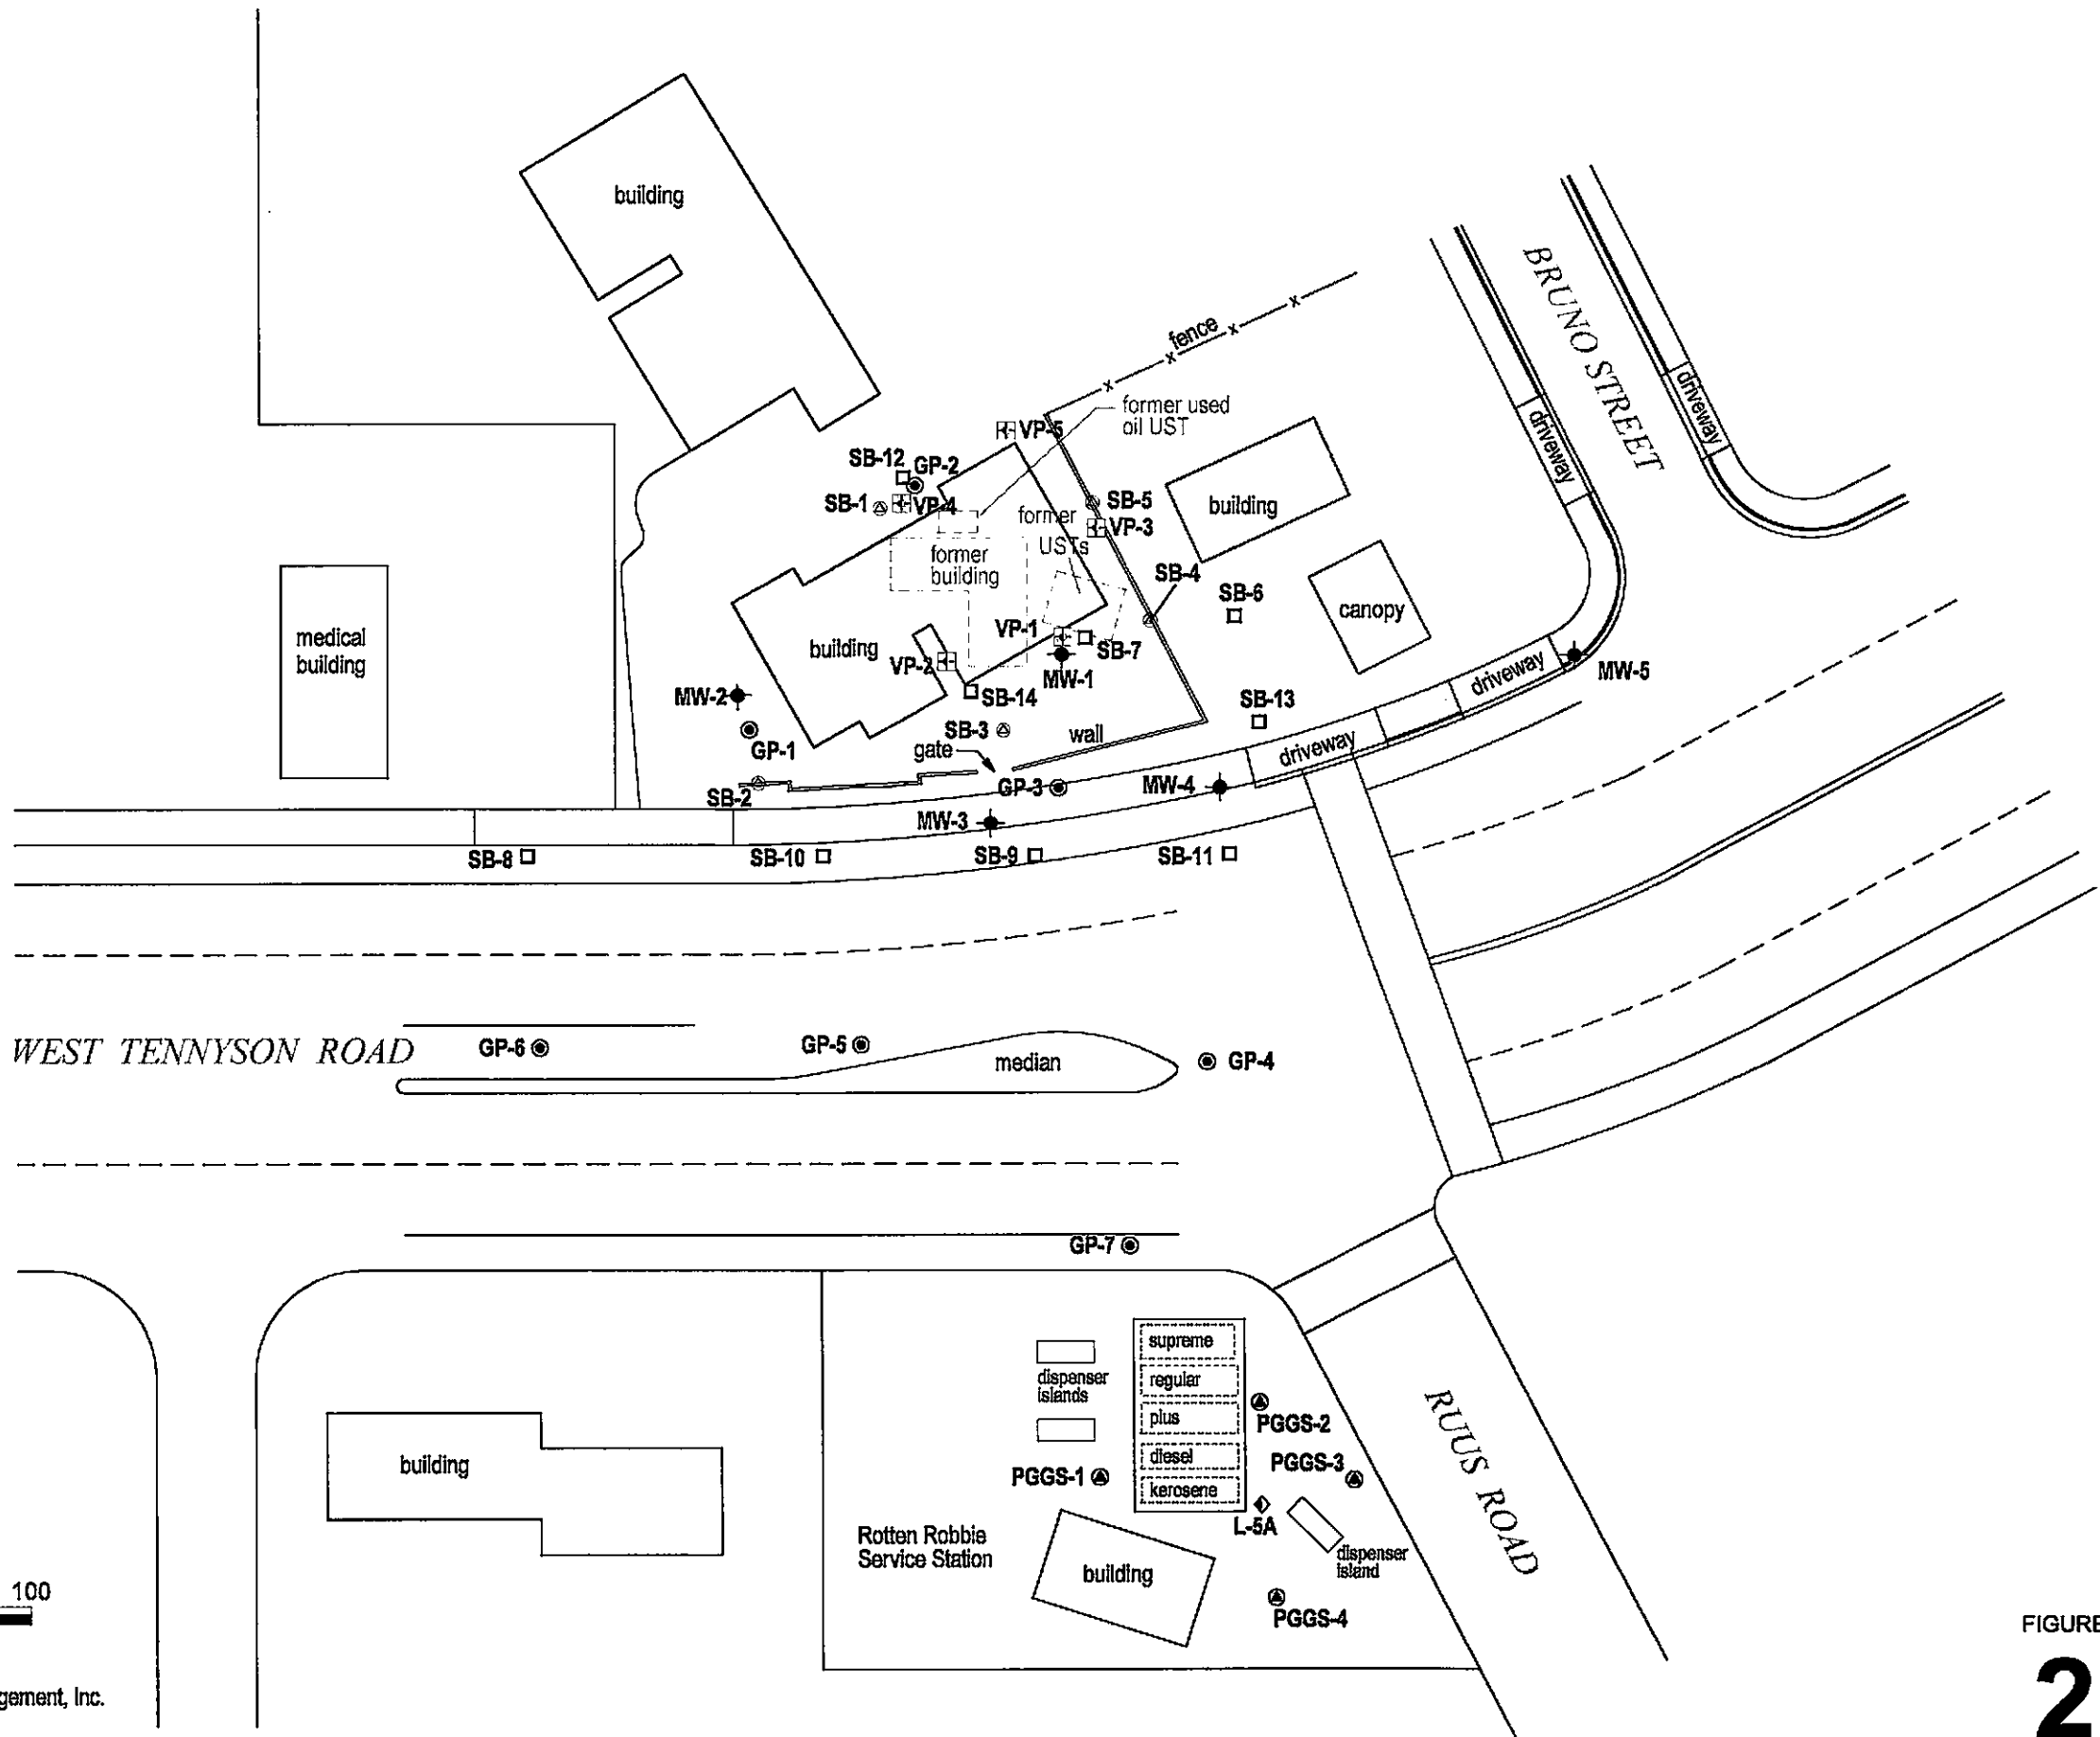 building
BRUNO STREET
fence
driveway
driveway
former used
oil UST
VP-5
SB-12
GP-2
SB-1
VP-4
SB-5
VP-3
building
former
USTs
former
building
SB-4
SB-6
canopy
medical
building
building
VP-1
SB-7
VP-2
MW-1
MW-2
SB-14
driveway
MW-5
SB-13
SB-3
wall
gate
GP-1
driveway
SB-2
GP-3
MW-4
MW-3
SB-8
SB-10
SB-9
SB-11
WEST TENNYSON ROAD
GP-6
GP-5
median
GP-4
GP-7
supreme
regular
plus
diesel
kerosene
dispenser
islands
PGGS-2
PGGS-3
PGGS-1
L-5A
RUUS ROAD
building
Rotten Robbie
Service Station
building
dispenser
island
PGGS-4
100
gement, Inc.
FIGURE
2